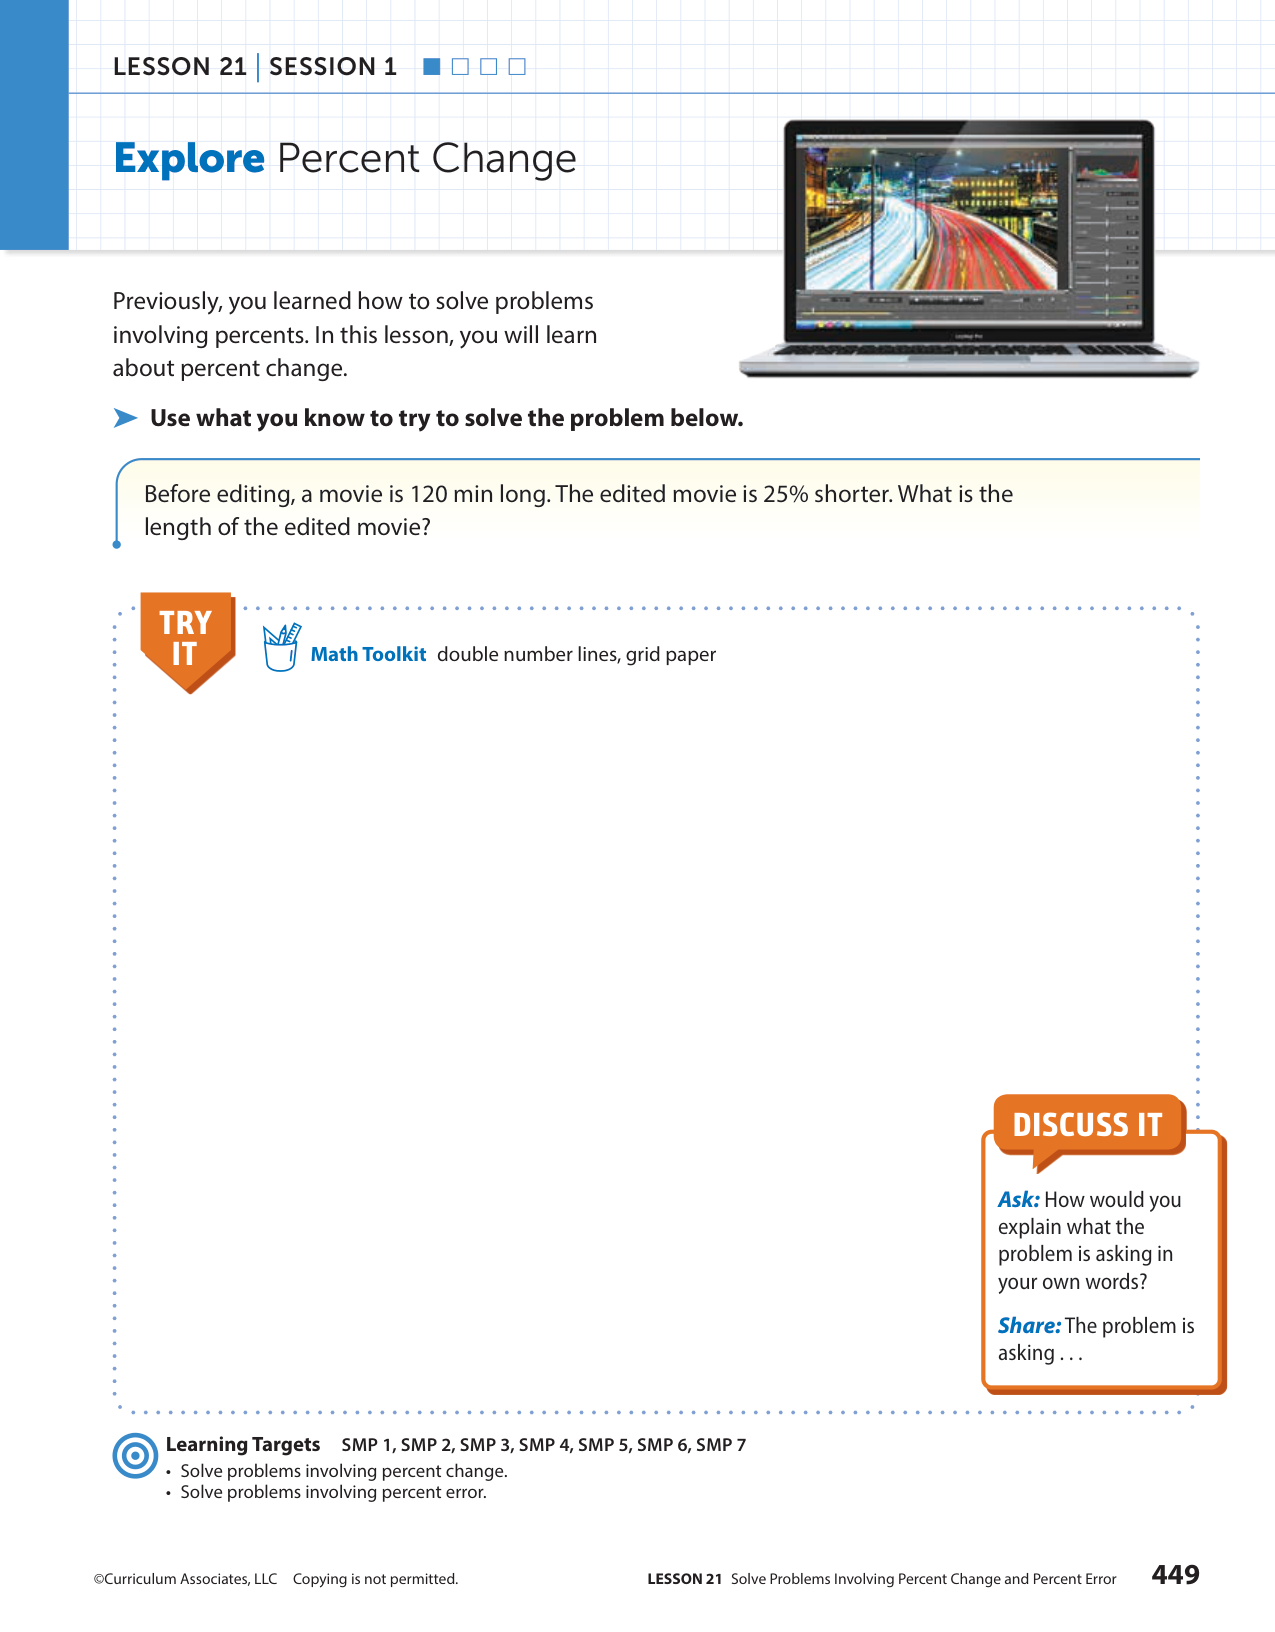 LESSON 21 | SESSION 1
Explore Percent Change
Previously, you learned how to solve problems
involving percents. In this lesson, you will learn
about percent change.
Use what you know to try to solve the problem below.
Before editing, a movie is 120 min long. The edited movie is 25% shorter. What is the
length of the edited movie?
TRY
IT
Math Toolkit double number lines, grid paper
DISCUSS IT
Ask: How would you
explain what the
problem is asking in
your own words?
Share: The problem is
asking . . .
Learning Targets SMP 1, SMP 2, SMP 3, SMP 4, SMP 5, SMP 6, SMP 7
• Solve problems involving percent change.
• Solve problems involving percent error.
©Curriculum Associates, LLC Copying is not permitted.
LESSON 21 Solve Problems Involving Percent Change and Percent Error 449